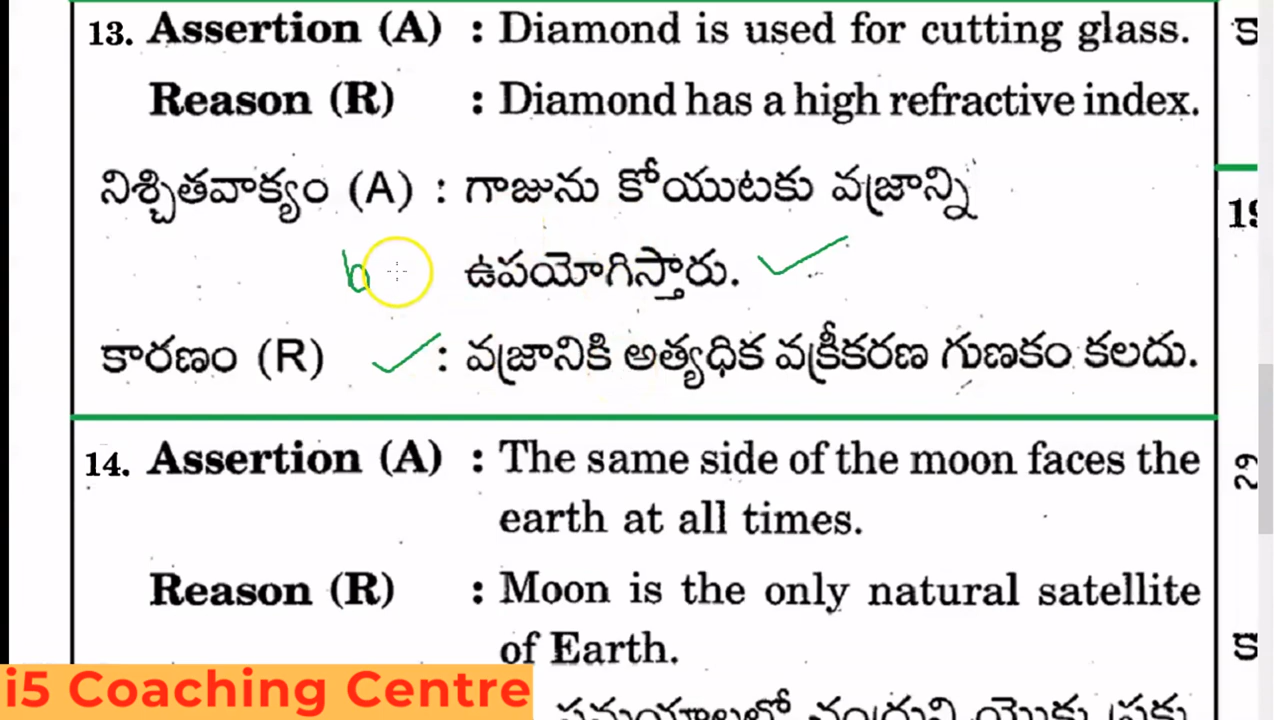 13. Assertion (A) : Diamond is used for cutting glass.
Reason (R) : Diamond has a high refractive index.
నిశ్చితవాక్యం (A) : గాజును కోయుటకు వజ్రాన్ని
b ఉపయోగిస్తారు.
కారణం (R) : వజ్రానికి అత్యధిక వక్రీకరణ గుణకం కలదు.
14. Assertion (A) : The same side of the moon faces the
earth at all times.
Reason (R) : Moon is the only natural satellite
of Earth.
i5 Coaching Centre